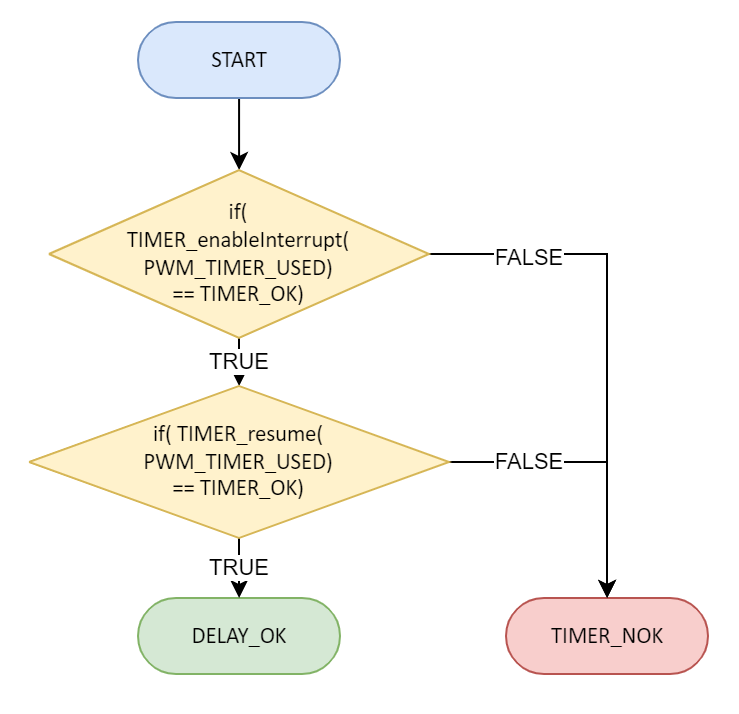 START
if(
TIMER_enableInterrupt(
PWM_TIMER_USED)
== TIMER_OK)
FALSE
TRUE
if( TIMER_resume(
PWM_TIMER_USED)
== TIMER_OK)
FALSE
TRUE
DELAY_OK
TIMER_NOK